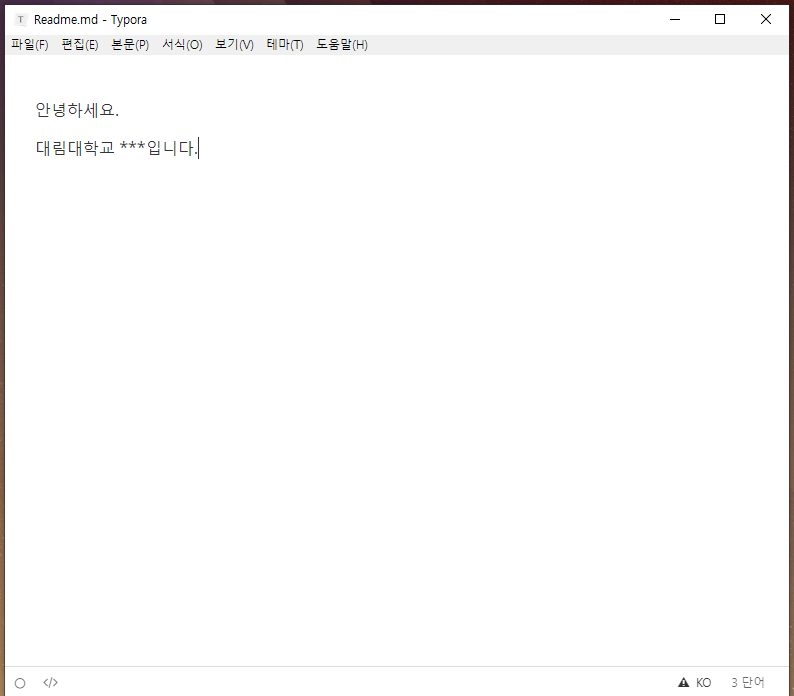 T Readme.md - Typora
파일(F) 편집(E) 본문(P) 서식(O) 보기(V) 테마(T) 도움말(H)
안녕하세요.
대림대학교 ***입니다.
</> KO 3 단어